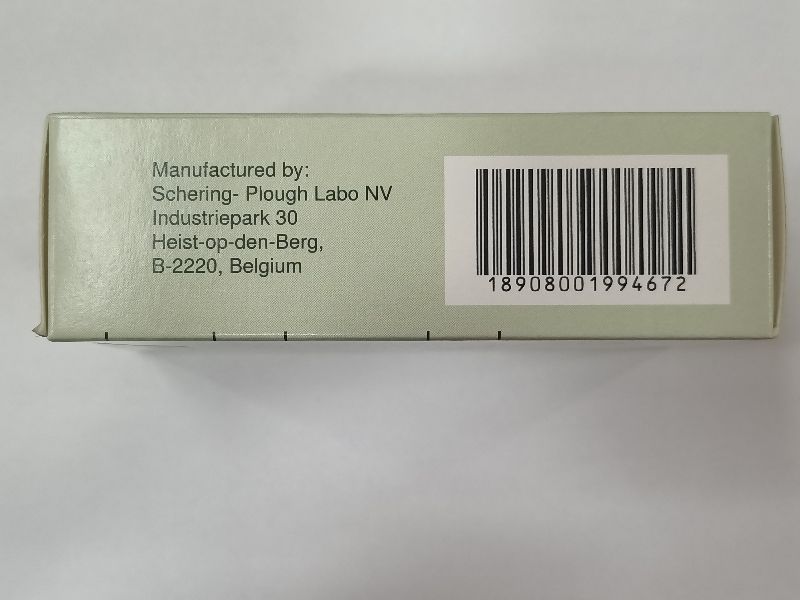 Manufactured by:
Schering- Plough Labo NV
Industriepark 30
Heist-op-den-Berg,
B-2220, Belgium
18908001994672